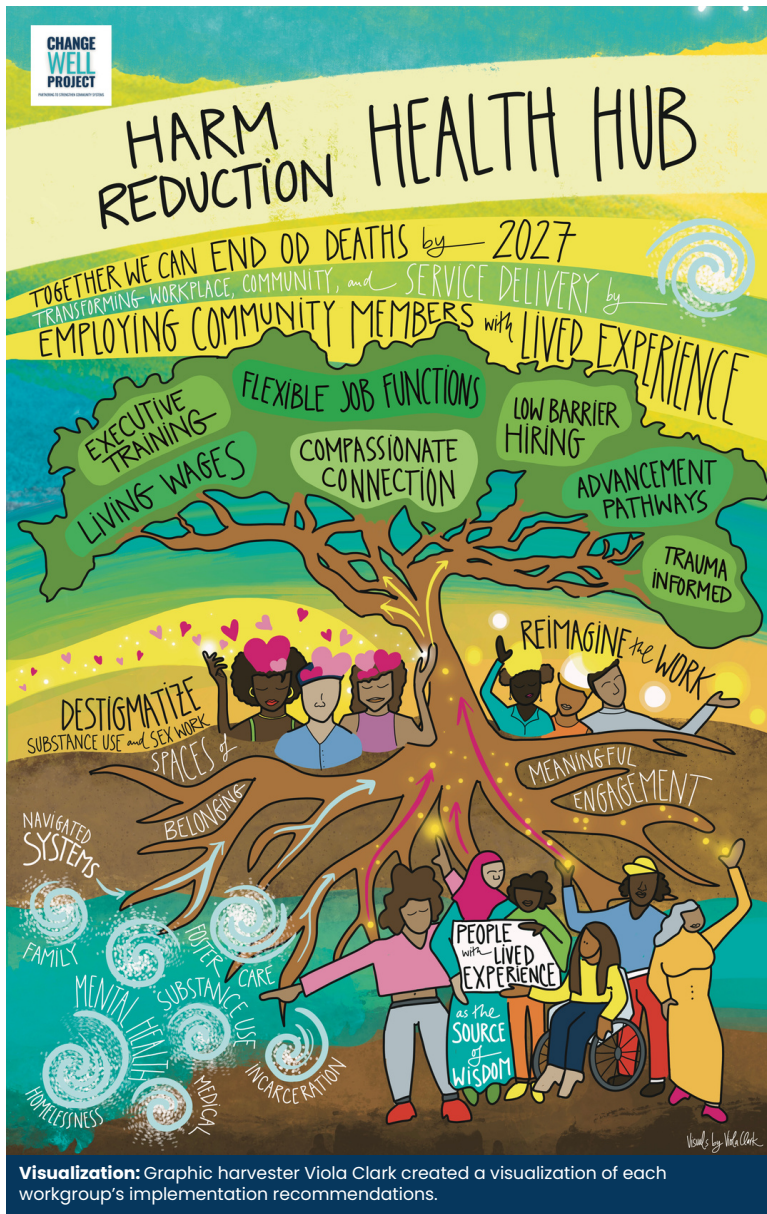 CHANGE
WELL
PROJECT
PARTNERING TO STRENGTHEN COMMUNITY SYSTEMS
HARM
REDUCTION
HEALTH HUB
TOGETHER WE CAN END OD DEATHS by 2027
TRANSFORMING WORKPLACE, COMMUNITY, and SERVICE DELIVERY by
EMPLOYING COMMUNITY MEMBERS with LIVED EXPERIENCE
EXECUTIVE
TRAINING
FLEXIBLE JOB FUNCTIONS
LOW BARRIER
HIRING
LIVING WAGES
COMPASSIONATE
CONNECTION
ADVANCEMENT
PATHWAYS
TRAUMA
INFORMED
REIMAGINE the WORK
DESTIGMATIZE
SUBSTANCE USE and SEX WORK
SPACES of
BELONGING
MEANINGFUL
ENGAGEMENT
NAVIGATED
SYSTEMS
FAMILY
FOSTER
CARE
MENTAL HEALTH
SUBSTANCE USE
HOMELESSNESS
MEDICAL
INCARCERATION
PEOPLE
with LIVED
EXPERIENCE
as the
SOURCE
of
WISDOM
Visuals by Viola Clark
Visualization: Graphic harvester Viola Clark created a visualization of each
workgroup's implementation recommendations.